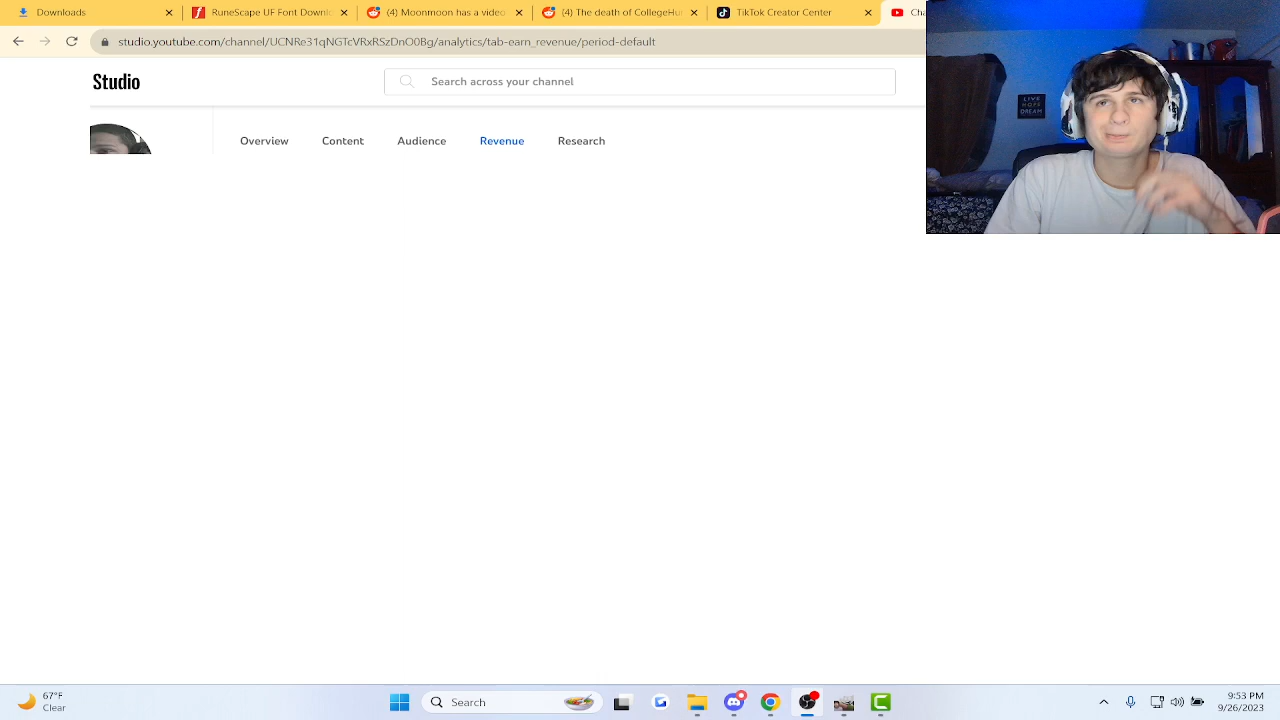 Downloads
RuneScape UF Font Downlo
(4) Moonmoon has a video
(4) The death of CollegeHu
TikTok Creator Center
Ch
studio.youtube.com/
/analytics/tab-earn_revenue/period-default
Studio
Search across your channel
Overview Content Audience Revenue Research
LIVE
HOPE
DREAM
67°F
Clear
Search
9:53 PM
9/26/2023